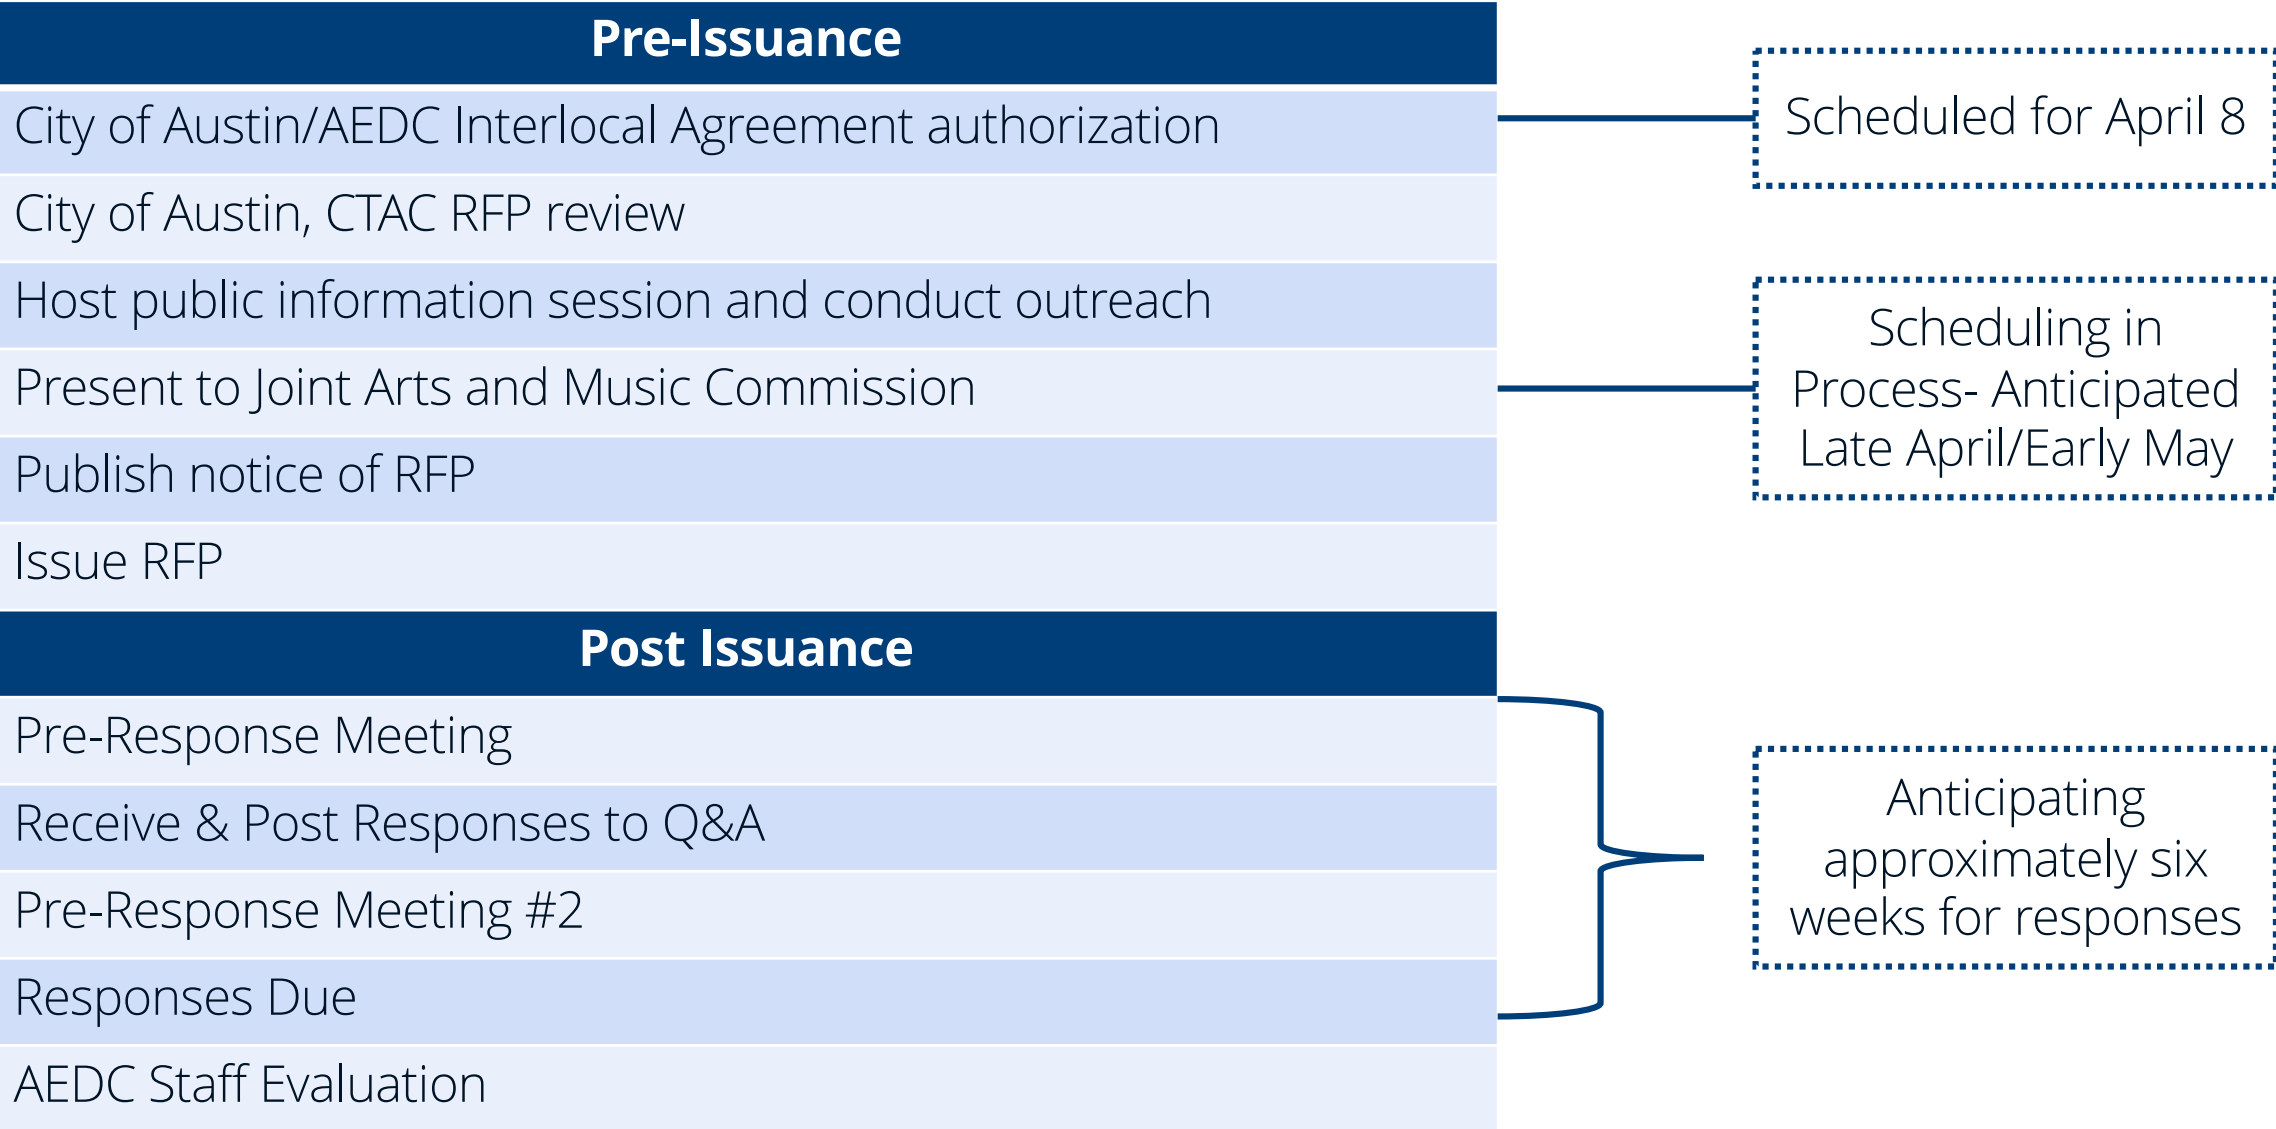 Pre-Issuance
City of Austin/AEDC Interlocal Agreement authorization
Scheduled for April 8
City of Austin, CTAC RFP review
Host public information session and conduct outreach
Present to Joint Arts and Music Commission
Scheduling in
Process- Anticipated
Late April/Early May
Publish notice of RFP
Issue RFP
Post Issuance
Pre-Response Meeting
Receive & Post Responses to Q&A
Pre-Response Meeting #2
Responses Due
Anticipating
approximately six
weeks for responses
AEDC Staff Evaluation